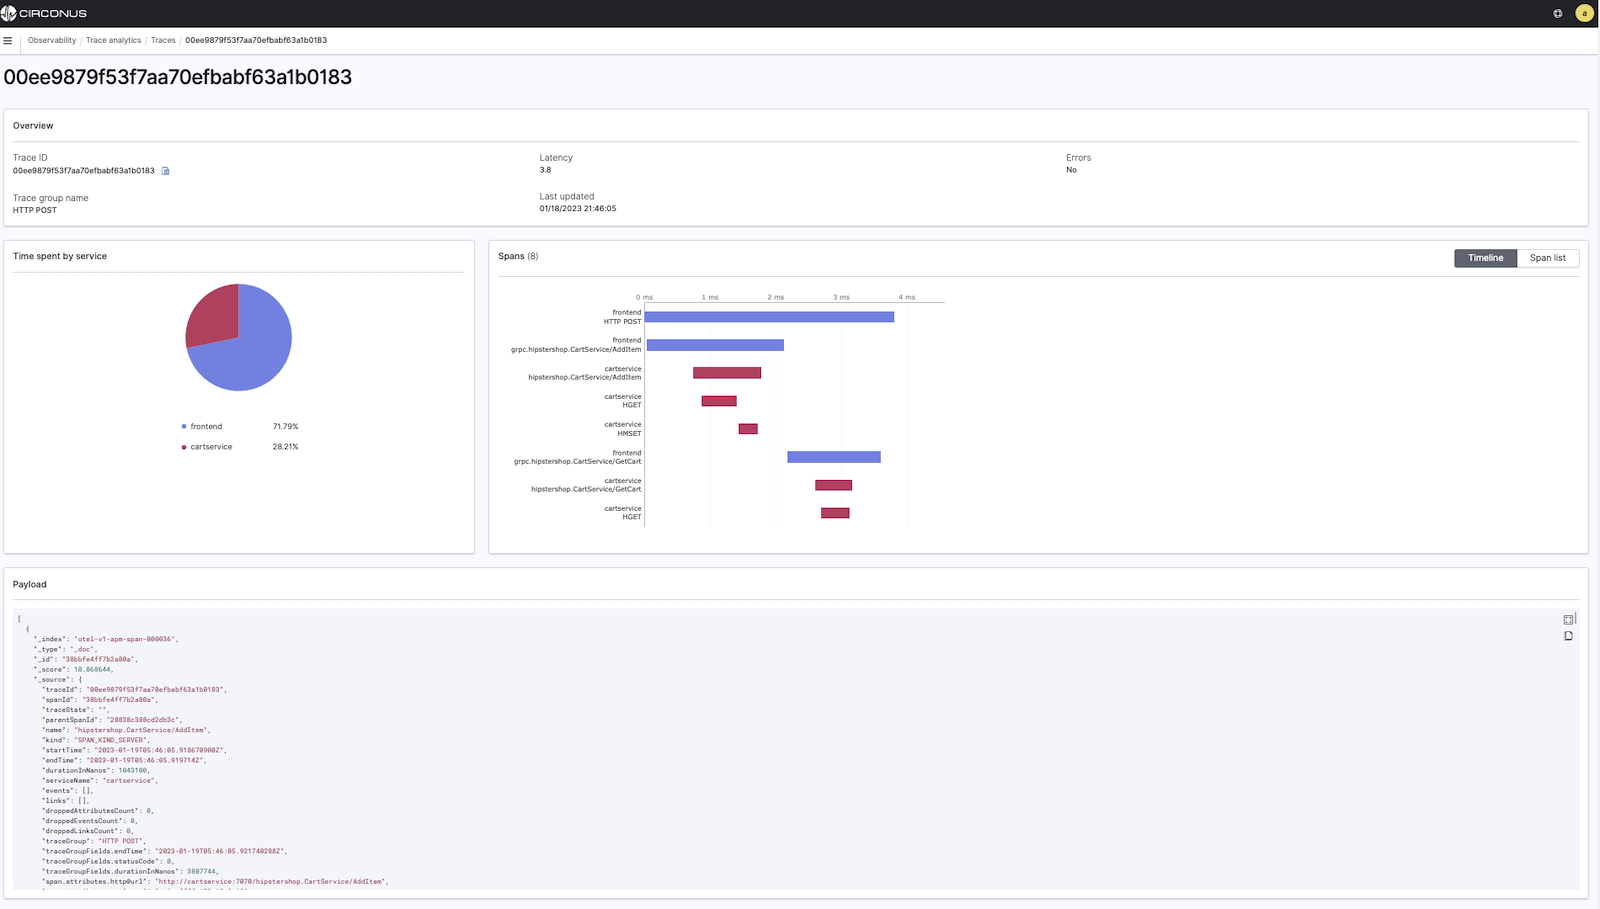 CIRCONUS
a
Observability / Trace analytics / Traces / 00ee9879f53f7aa70efbabf63a1b0183
00ee9879f53f7aa70efbabf63a1b0183
Overview
Trace ID
00ee9879f53f7aa70efbabf63a1b0183
Latency
3.8
Errors
No
Trace group name
HTTP POST
Last updated
01/18/2023 21:46:05
Time spent by service
frontend 71.79%
cartservice 28.21%
Spans (8)
Timeline
Span list
0 ms 1 ms 2 ms 3 ms 4 ms
frontend
HTTP POST
frontend
grpc.hipstershop.CartService/AddItem
cartservice
hipstershop.CartService/AddItem
cartservice
HGET
cartservice
HMSET
frontend
grpc.hipstershop.CartService/GetCart
cartservice
hipstershop.CartService/GetCart
cartservice
HGET
Payload
[
{
"_index": "otel-v1-apm-span-000036",
"_type": "_doc",
"_id": "38bbfe4ff7b2a80a",
"_score": 10.868644,
"_source": {
"traceId": "00ee9879f53f7aa70efbabf63a1b0183",
"spanId": "38bbfe4ff7b2a80a",
"traceState": "",
"parentSpanId": "28838c388cd2db3c",
"name": "hipstershop.CartService/AddItem",
"kind": "SPAN_KIND_SERVER",
"startTime": "2023-01-19T05:46:05.918670900Z",
"endTime": "2023-01-19T05:46:05.919714Z",
"durationInNanos": 1043100,
"serviceName": "cartservice",
"events": [],
"links": [],
"droppedAttributesCount": 0,
"droppedEventsCount": 0,
"droppedLinksCount": 0,
"traceGroup": "HTTP POST",
"traceGroupFields.endTime": "2023-01-19T05:46:05.921740288Z",
"traceGroupFields.statusCode": 0,
"traceGroupFields.durationInNanos": 3807744,
"span.attributes.http@url": "http://cartservice:7070/hipstershop.CartService/AddItem",